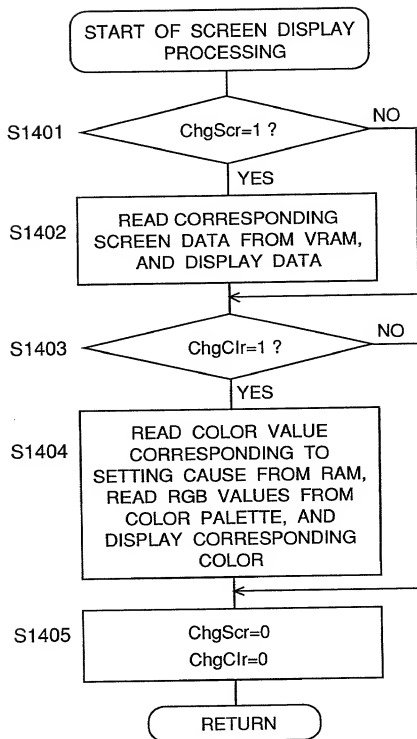 START OF SCREEN DISPLAY
PROCESSING
S1401
ChgScr=1 ?
NO
YES
S1402
READ CORRESPONDING
SCREEN DATA FROM VRAM,
AND DISPLAY DATA
S1403
ChgClr=1 ?
NO
YES
S1404
READ COLOR VALUE
CORRESPONDING TO
SETTING CAUSE FROM RAM,
READ RGB VALUES FROM
COLOR PALETTE, AND
DISPLAY CORRESPONDING
COLOR
S1405
ChgScr=0
ChgClr=0
RETURN